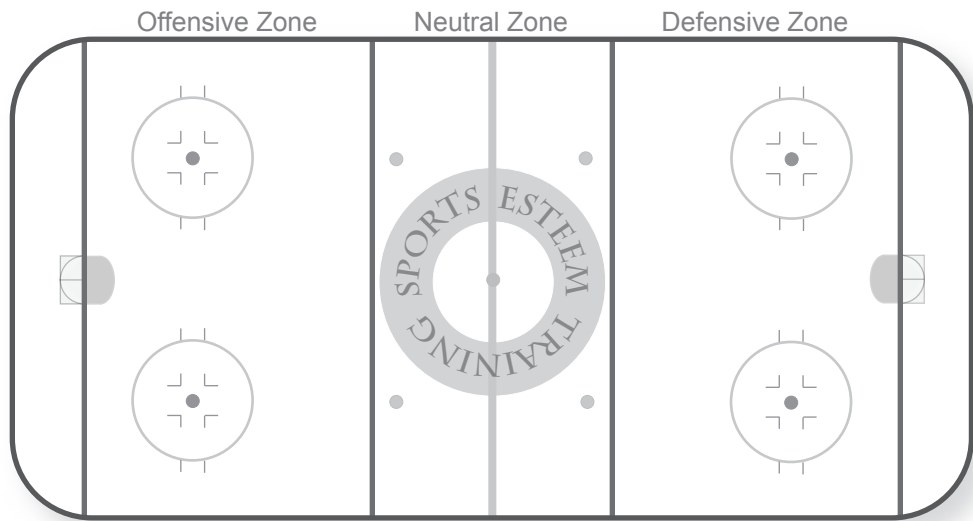 Offensive Zone Neutral Zone Defensive Zone
SPORTS ESTEEM TRAINING